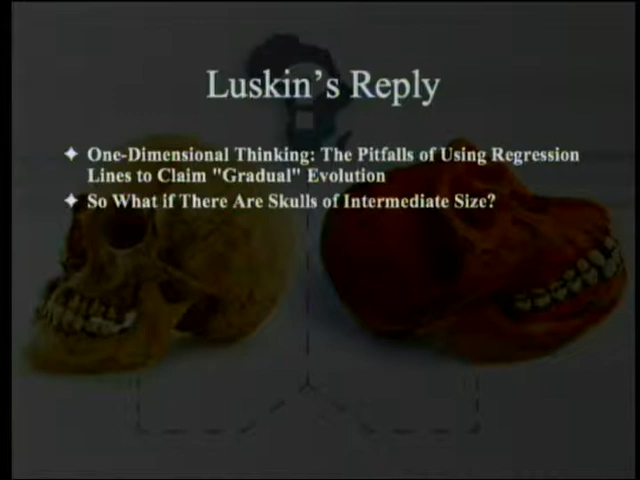 Luskin's Reply
One-Dimensional Thinking: The Pitfalls of Using Regression
Lines to Claim "Gradual" Evolution
So What if There Are Skulls of Intermediate Size?